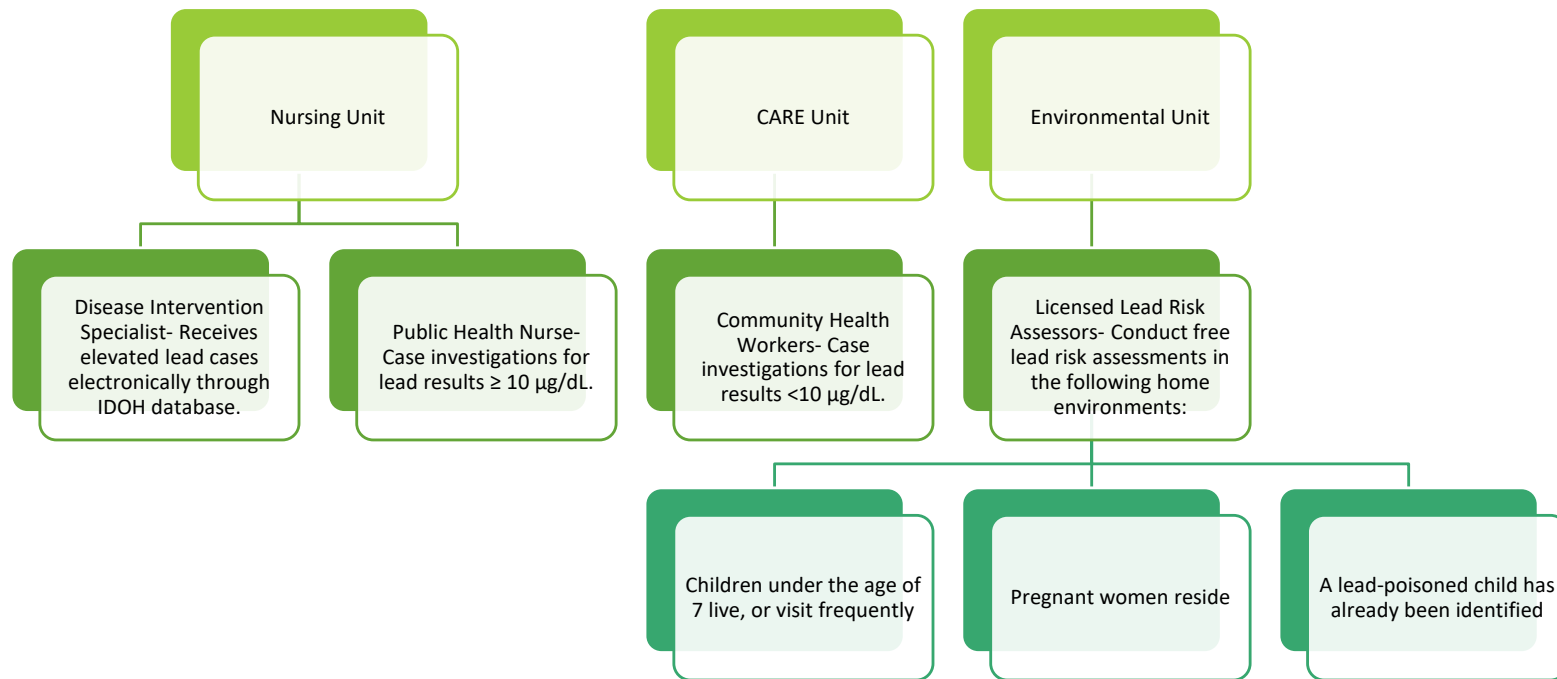 Nursing Unit
CARE Unit
Environmental Unit
Disease Intervention
Specialist- Receives
elevated lead cases
electronically through
IDOH database.
Public Health Nurse-
Case investigations for
lead results ≥ 10 µg/dL.
Community Health
Workers- Case
investigations for lead
results <10 µg/dL.
Licensed Lead Risk
Assessors- Conduct free
lead risk assessments in
the following home
environments:
Children under the age of
7 live, or visit frequently
Pregnant women reside
A lead-poisoned child has
already been identified